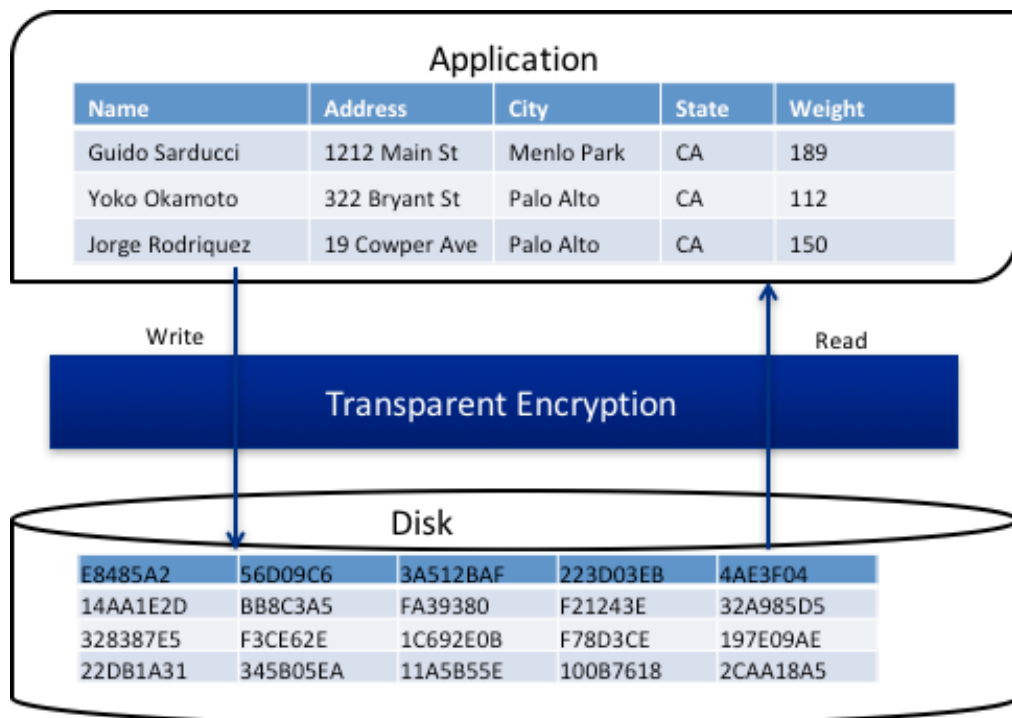 Application
Name Address City State Weight
Guido Sarducci 1212 Main St Menlo Park CA 189
Yoko Okamoto 322 Bryant St Palo Alto CA 112
Jorge Rodriquez 19 Cowper Ave Palo Alto CA 150
Write Read
Transparent Encryption
Disk
E8485A2 56D09C6 3A512BAF 223D03EB 4AE3F04
14AA1E2D BB8C3A5 FA39380 F21243E 32A985D5
328387E5 F3CE62E 1C692E0B F78D3CE 197E09AE
22DB1A31 345B05EA 11A5B55E 100B7618 2CAA18A5